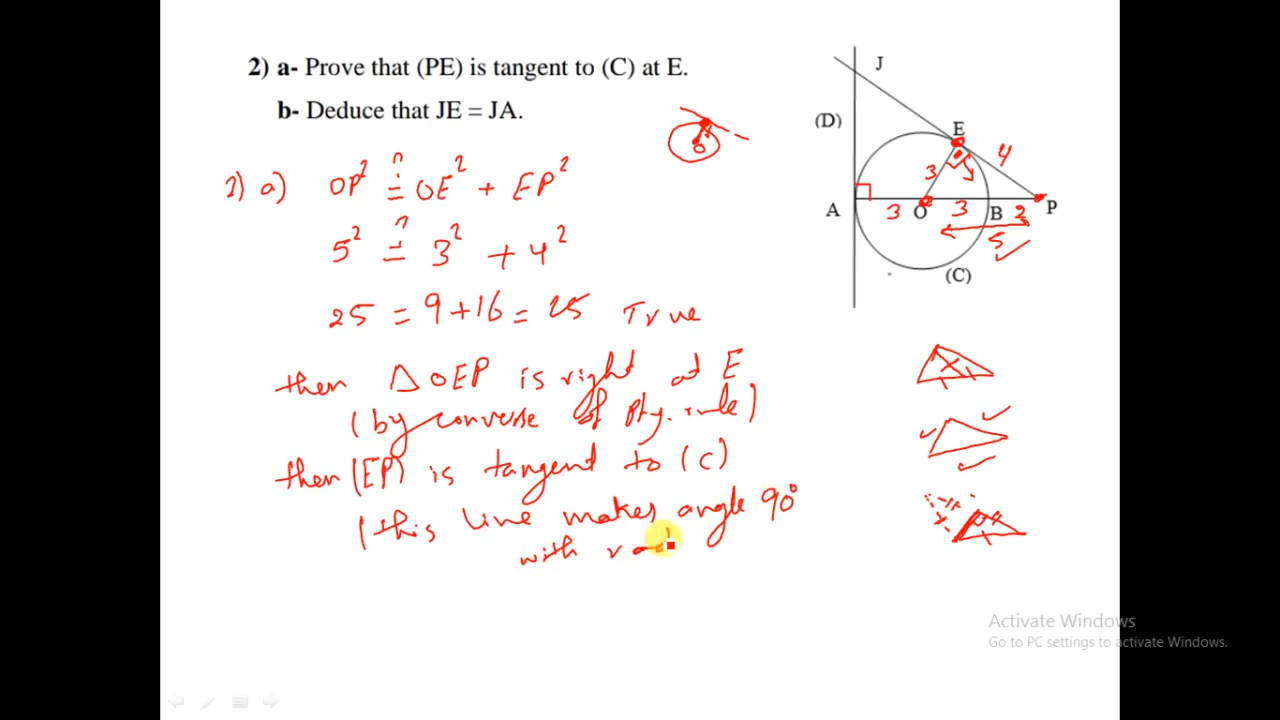 2) a- Prove that (PE) is tangent to (C) at E.
b- Deduce that JE = JA.
2) a) OP² ≟ OE² + EP²
5² ≟ 3² + 4²
25 = 9 + 16 = 25 True
then Δ OEP is right at E
(by converse of phy. rule)
then (EP) is tangent to (C)
(this line makes angle 90°
with
J
(D)
E
4
3
A
3
O
3
B
2
P
5
(C)
O
Activate Windows
Go to PC settings to activate Windows.